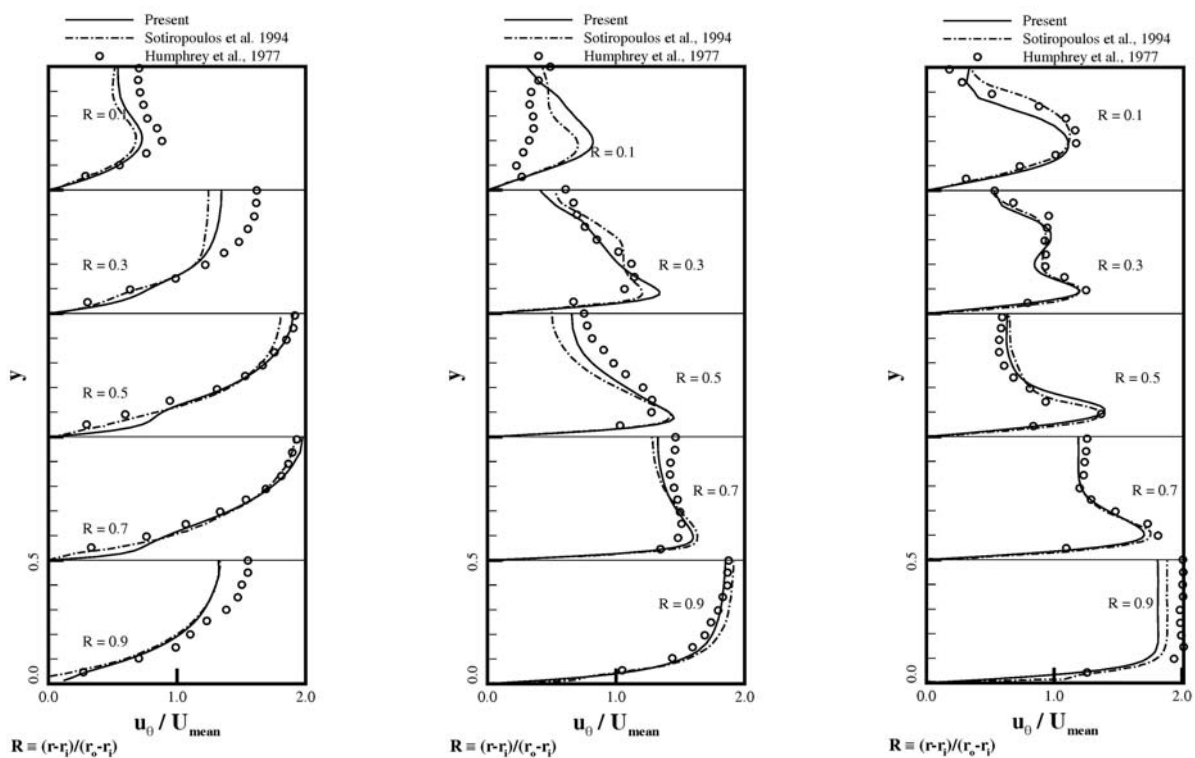 Present
Sotiropoulos et al. 1994
Humphrey et al., 1977
R = 0.1
R = 0.3
R = 0.5
R = 0.7
R = 0.9
y
0.5
0.0
0.0 1.0 2.0
uθ / Umean
R ≡ (r-ri)/(ro-ri)
Present
Sotiropoulos et al., 1994
Humphrey et al., 1977
R = 0.1
R = 0.3
R = 0.5
R = 0.7
R = 0.9
y
0.5
0.0
0.0 1.0 2.0
uθ / Umean
R ≡ (r-ri)/(ro-ri)
Present
Sotiropoulos et al., 1994
Humphrey et al., 1977
R = 0.1
R = 0.3
R = 0.5
R = 0.7
R = 0.9
y
0.5
0.0
0.0 1.0 2.0
uθ / Umean
R ≡ (r-ri)/(ro-ri)